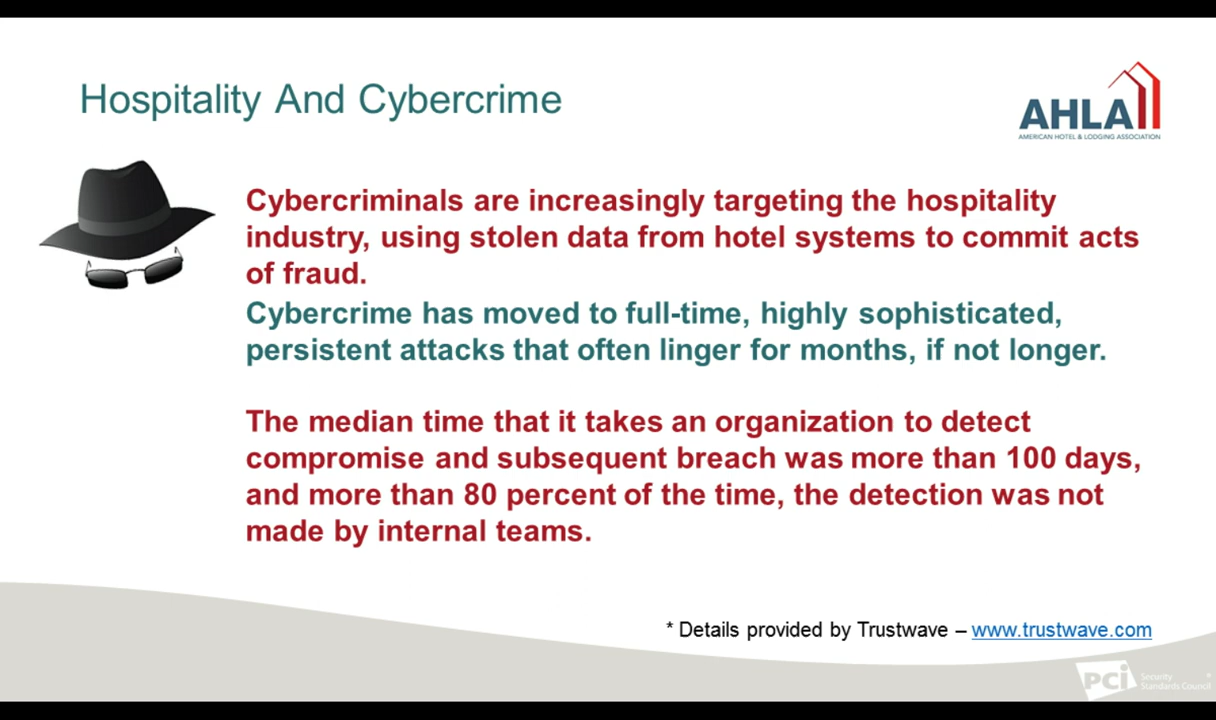 Hospitality And Cybercrime
AHLA
AMERICAN HOTEL & LODGING ASSOCIATION
Cybercriminals are increasingly targeting the hospitality
industry, using stolen data from hotel systems to commit acts
of fraud.
Cybercrime has moved to full-time, highly sophisticated,
persistent attacks that often linger for months, if not longer.
The median time that it takes an organization to detect
compromise and subsequent breach was more than 100 days,
and more than 80 percent of the time, the detection was not
made by internal teams.
* Details provided by Trustwave – www.trustwave.com
PCi Security
Standards Council